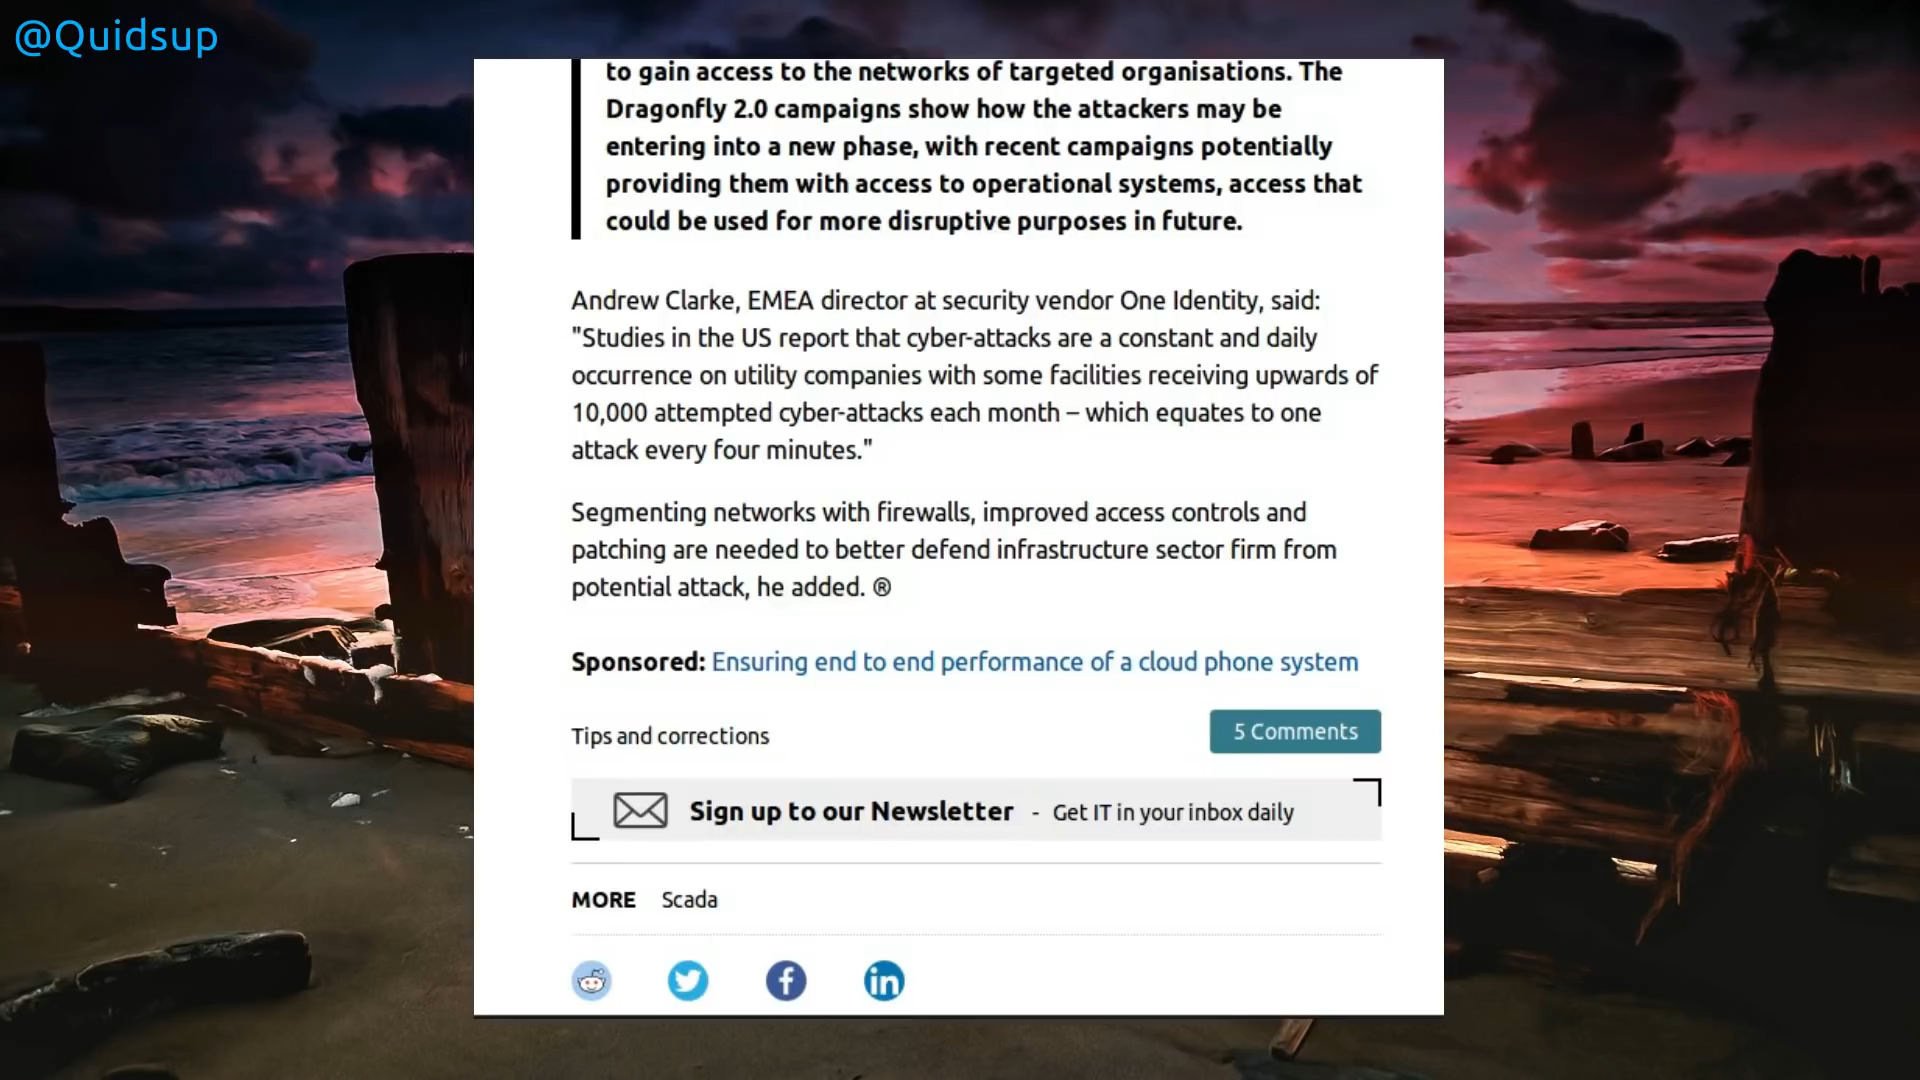 @Quidsup
to gain access to the networks of targeted organisations. The
Dragonfly 2.0 campaigns show how the attackers may be
entering into a new phase, with recent campaigns potentially
providing them with access to operational systems, access that
could be used for more disruptive purposes in future.
Andrew Clarke, EMEA director at security vendor One Identity, said:
"Studies in the US report that cyber-attacks are a constant and daily
occurrence on utility companies with some facilities receiving upwards of
10,000 attempted cyber-attacks each month – which equates to one
attack every four minutes."
Segmenting networks with firewalls, improved access controls and
patching are needed to better defend infrastructure sector firm from
potential attack, he added. ®
Sponsored: Ensuring end to end performance of a cloud phone system
Tips and corrections
5 Comments
Sign up to our Newsletter - Get IT in your inbox daily
MORE Scada
f
in